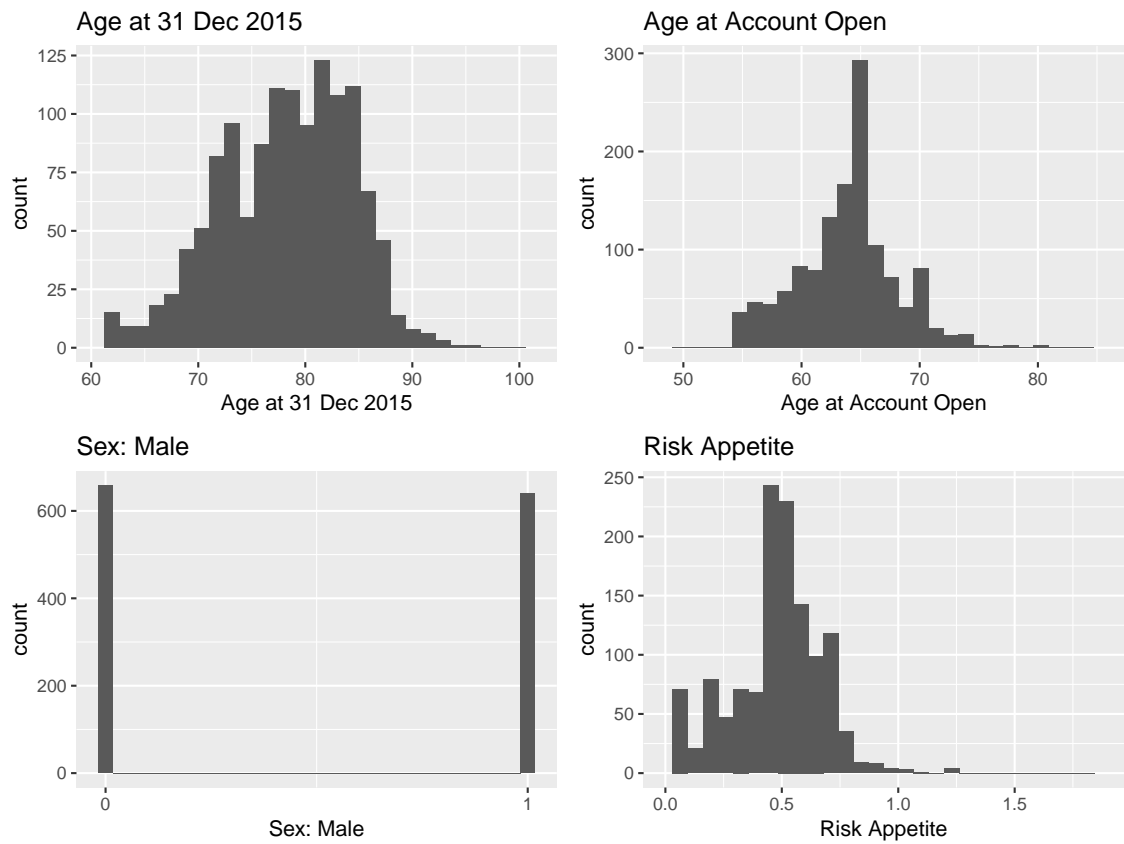 Age at 31 Dec 2015
125
100
75
50
25
0
count
60 70 80 90 100
Age at 31 Dec 2015
Age at Account Open
300
200
100
0
count
50 60 70 80
Age at Account Open
Sex: Male
600
400
200
0
count
0 1
Sex: Male
Risk Appetite
250
200
150
100
50
0
count
0.0 0.5 1.0 1.5
Risk Appetite